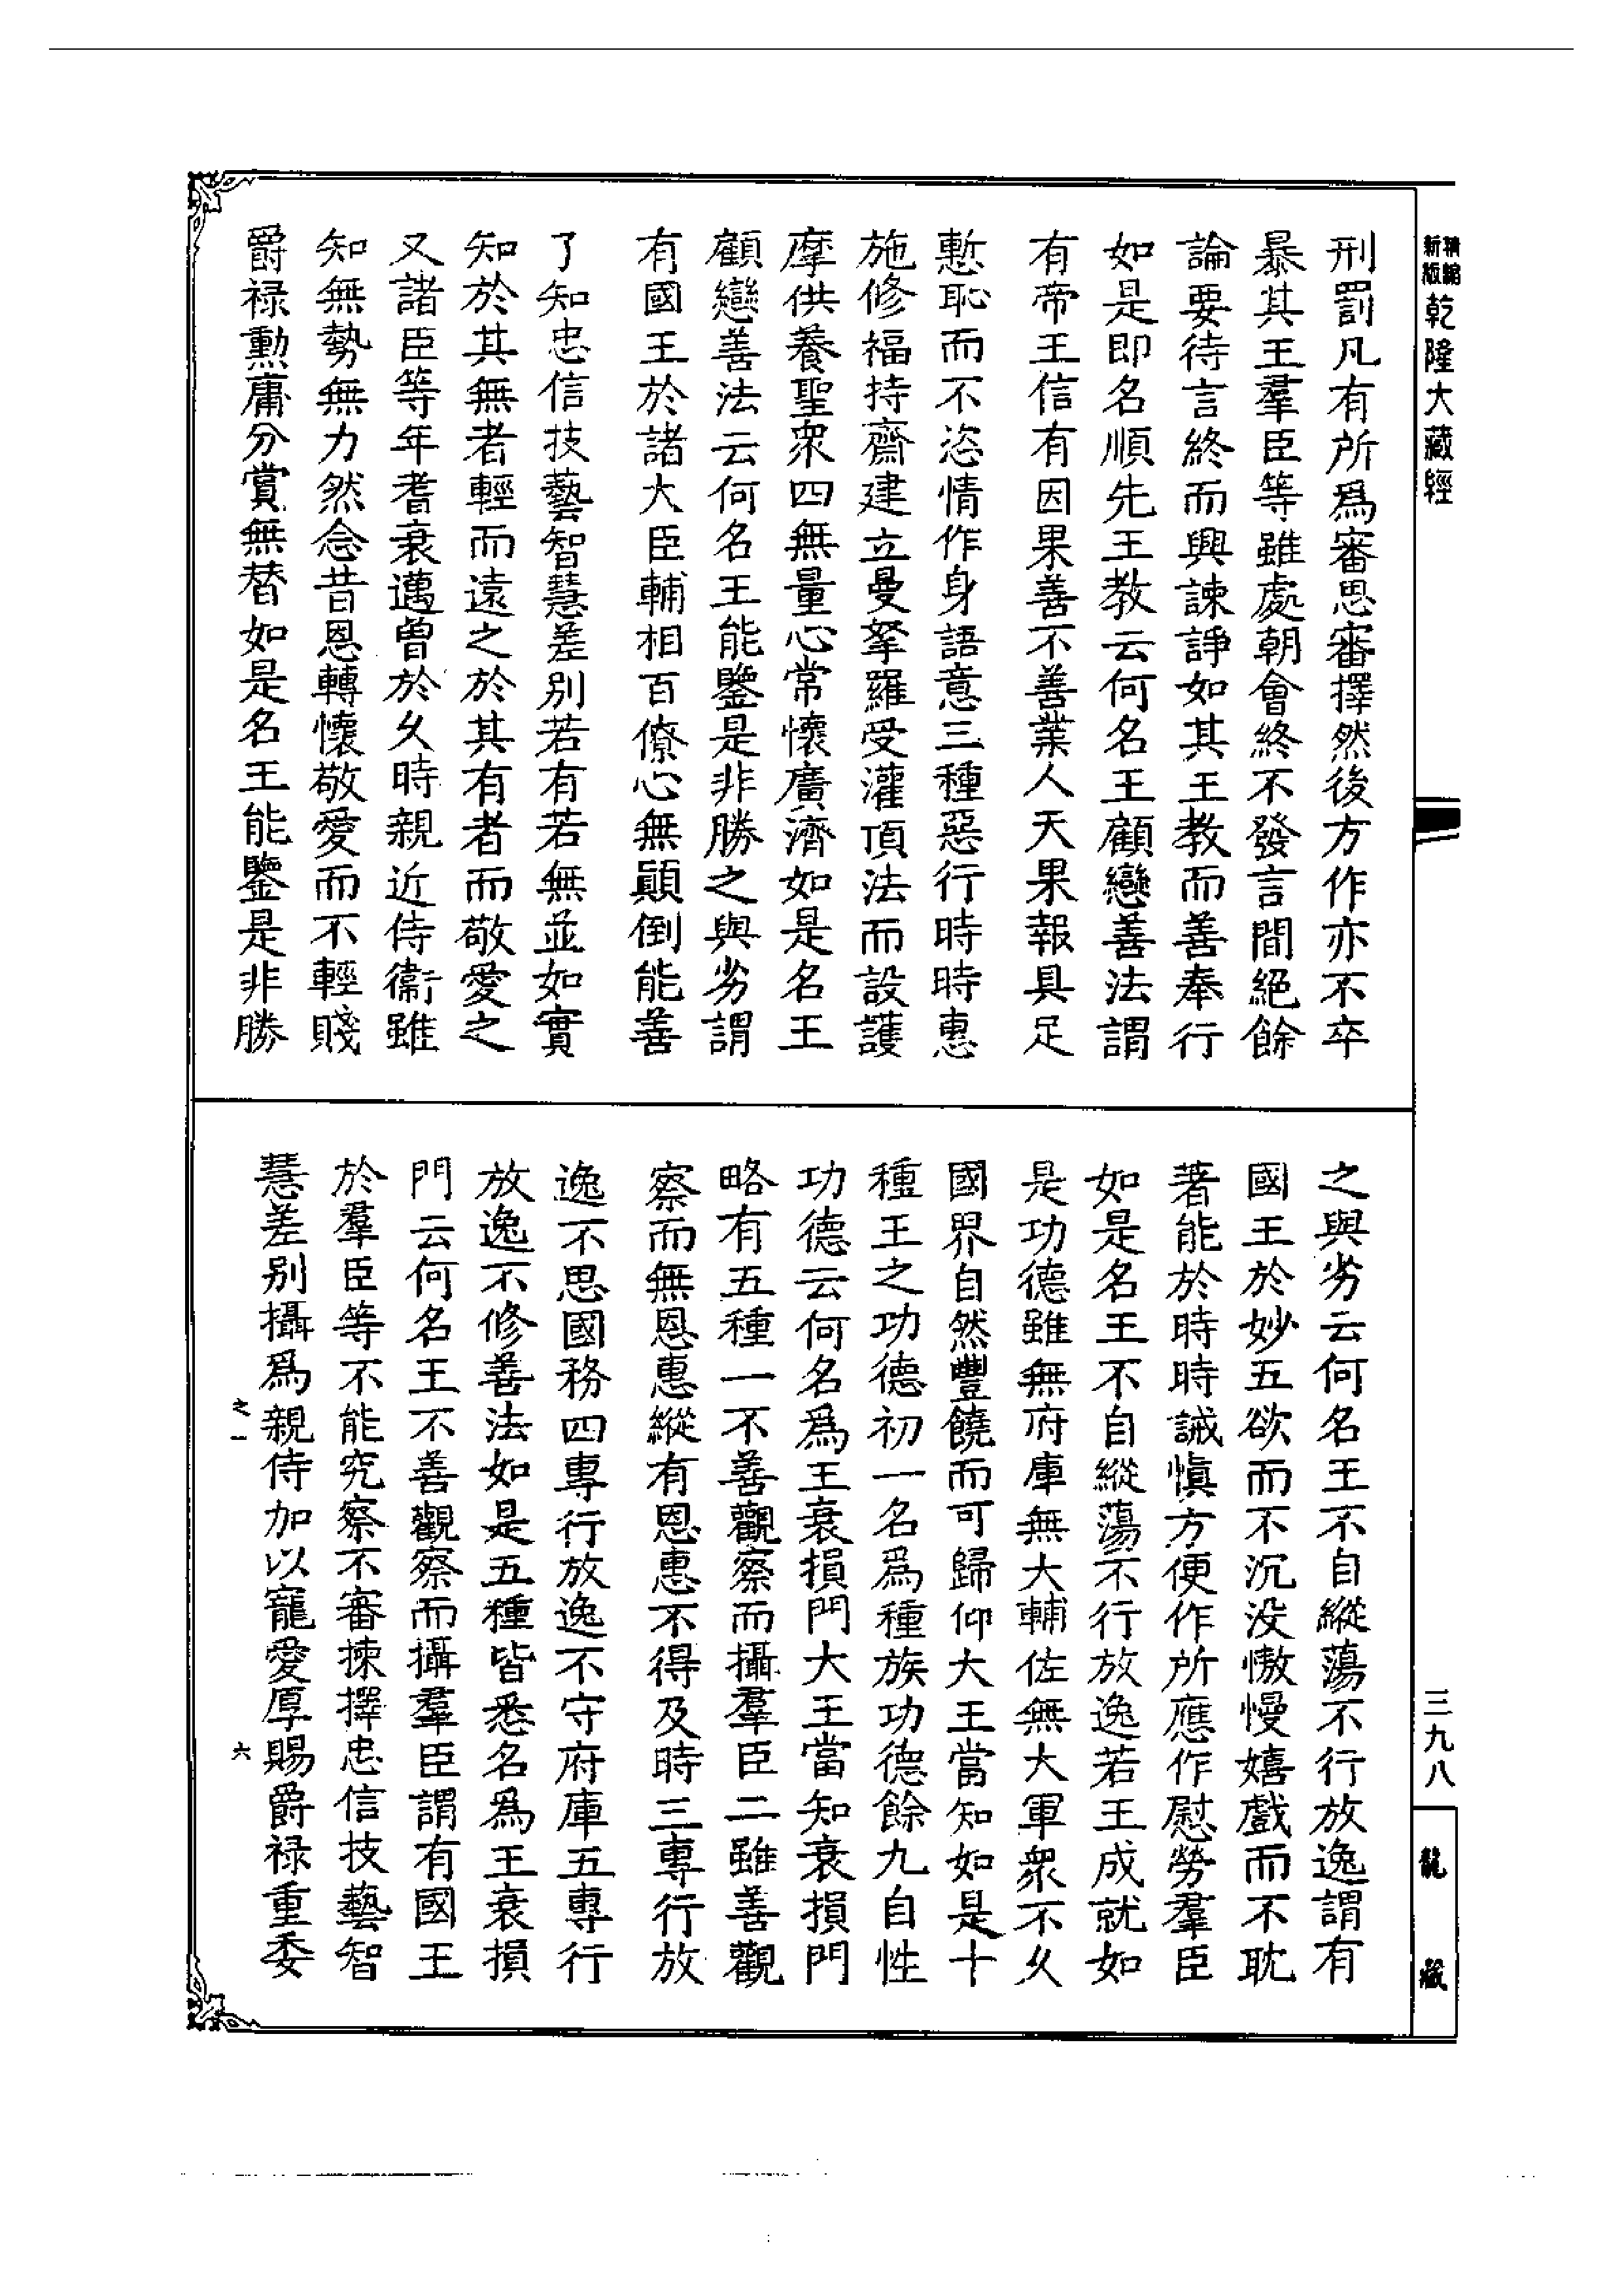 精編新版乾隆大藏經
刑罰凡有所爲審思審擇然後方作亦不卒
暴其王羣臣等雖處朝會終不發言間絕餘
論要待言終而興諫諍如其王教而善奉行
如是即名順先王教云何名王顧戀善法謂
有帝王信有因果善不善業人天果報具足
慙恥而不恣情作身語意三種惡行時時惠
施修福持齋建立曼拏羅受灌頂法而設護
摩供養聖衆四無量心常懷廣濟如是名王
顧戀善法云何名王能鑒是非勝之與劣謂
有國王於諸大臣輔相百僚心無顚倒能善
了知忠信技藝智慧差別若有若無並如實
知於其無者輕而遠之於其有者而敬愛之
又諸臣等年耆衰邁曾於久時親近侍衞雖
知無勢無力然念昔恩轉懷敬愛而不輕賤
爵祿勳庸分賞無替如是名王能鑒是非勝
之與劣云何名王不自縱蕩不行放逸謂有
國王於妙五欲而不沉没慠慢嬉戲而不耽
著能於時時誡慎方便作所應作慰勞羣臣
如是名王不自縱蕩不行放逸若王成就如
是功德雖無府庫無大輔佐無大軍衆不久
國界自然豐饒而可歸仰大王當知如是十
種王之功德初一名爲種族功德餘九自性
功德云何名爲王衰損門大王當知衰損門
略有五種一不善觀察而攝羣臣二雖善觀
察而無恩惠縱有恩惠不得及時三專行放
逸不思國務四專行放逸不守府庫五專行
放逸不修善法如是五種皆悉名爲王衰損
門云何名王不善觀察而攝羣臣謂有國王
於羣臣等不能究察不審揀擇忠信技藝智
慧差别攝爲親侍加以寵愛厚賜爵祿重委
之一 六
三九八
龍藏